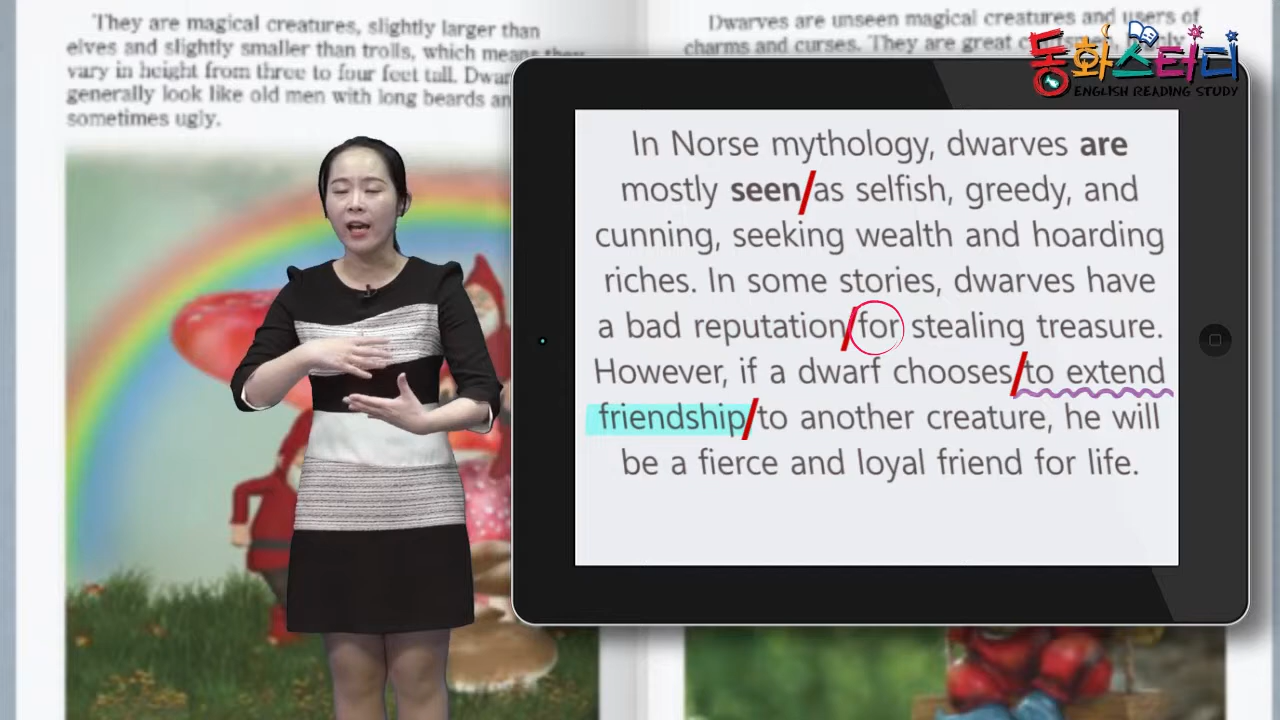 They are magical creatures, slightly larger than
elves and slightly smaller than trolls, which means they
vary in height from three to four feet tall.
generally look like old men with long beards
sometimes ugly.
Dwarves are unseen magical creatures and users of
charms and curses. They are great
동화스터디
ENGLISH READING STUDY
In Norse mythology, dwarves are
mostly seen/as selfish, greedy, and
cunning, seeking wealth and hoarding
riches. In some stories, dwarves have
a bad reputation/for stealing treasure.
However, if a dwarf chooses/to extend
friendship/to another creature, he will
be a fierce and loyal friend for life.